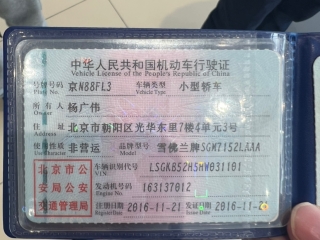 中华人民共和国机动车行驶证
Vehicle License of the People's Republic of China
号牌号码 京N88FL3 车辆类型 小型轿车
Plate No. Vehicle Type
所有人 杨广伟
Owner
住址 北京市朝阳区光华东里7楼4单元3号
Address
使用性质 非营运 品牌型号 雪佛兰牌SGM7152LAAA
Use Character Model
北京市公安局公安交通管理局
车辆识别代号 LSGKB52H5HW031101
VIN
发动机号码 163137012
Engine No.
注册日期 2016-11-21 发证日期 2016-11-21
Register Date Issue Date